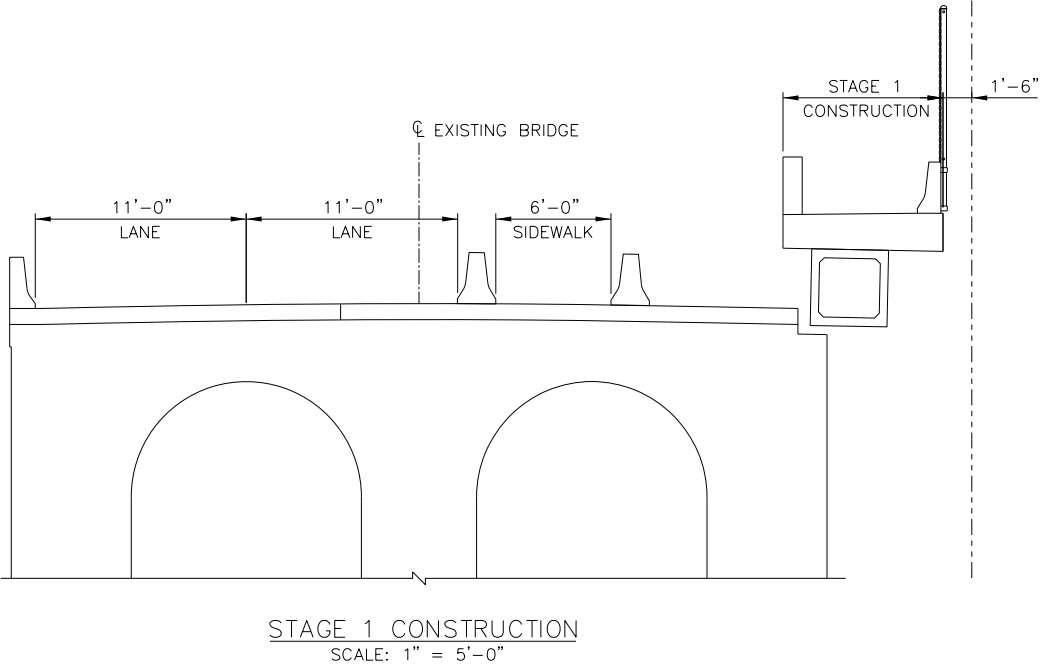 STAGE 1
CONSTRUCTION
1'-6"
℄ EXISTING BRIDGE
11'-0"
LANE
11'-0"
LANE
6'-0"
SIDEWALK
STAGE 1 CONSTRUCTION
SCALE: 1" = 5'-0"